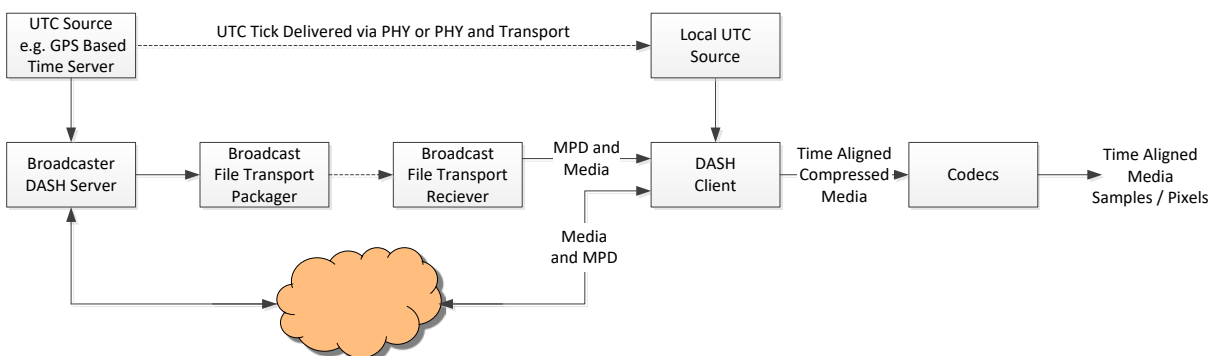 UTC Source
e.g. GPS Based
Time Server
UTC Tick Delivered via PHY or PHY and Transport
Local UTC
Source
Broadcaster
DASH Server
Broadcast
File Transport
Packager
Broadcast
File Transport
Reciever
MPD and
Media
DASH
Client
Time Aligned
Compressed
Media
Codecs
Time Aligned
Media
Samples / Pixels
Media
and MPD